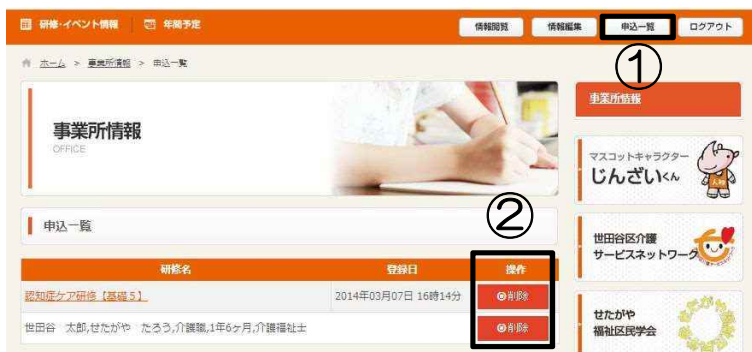 研修・イベント情報 年間予定 情報閲覧 情報編集 申込一覧 ログアウト
ホーム > 事業所情報 > 申込一覧
①
事業所情報
事業所情報
OFFICE
マスコットキャラクター
じんざいくん
②
申込一覧
世田谷区介護
サービスネットワーク
研修名 登録日 操作
認知症ケア研修【基礎5】 2014年03月07日 16時14分 削除
世田谷 太郎,せたがや たろう,介護職,1年6ヶ月,介護福祉士 削除
せたがや
福祉区民学会